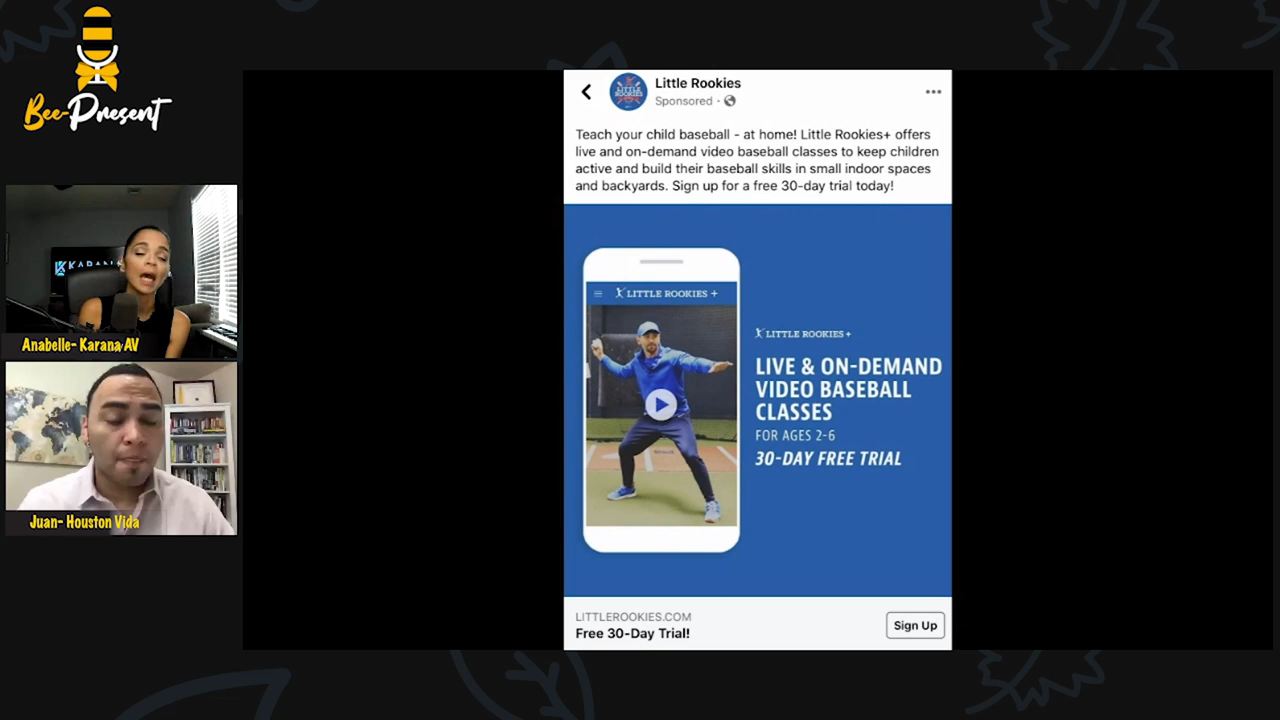 Bee-Present
KARAN
Anabelle- Karana AV
Juan- Houston Vida
Little Rookies
Sponsored ·
Teach your child baseball - at home! Little Rookies+ offers
live and on-demand video baseball classes to keep children
active and build their baseball skills in small indoor spaces
and backyards. Sign up for a free 30-day trial today!
LITTLE ROOKIES +
LITTLE ROOKIES +
LIVE & ON-DEMAND
VIDEO BASEBALL
CLASSES
FOR AGES 2-6
30-DAY FREE TRIAL
LITTLEROOKIES.COM
Free 30-Day Trial!
Sign Up